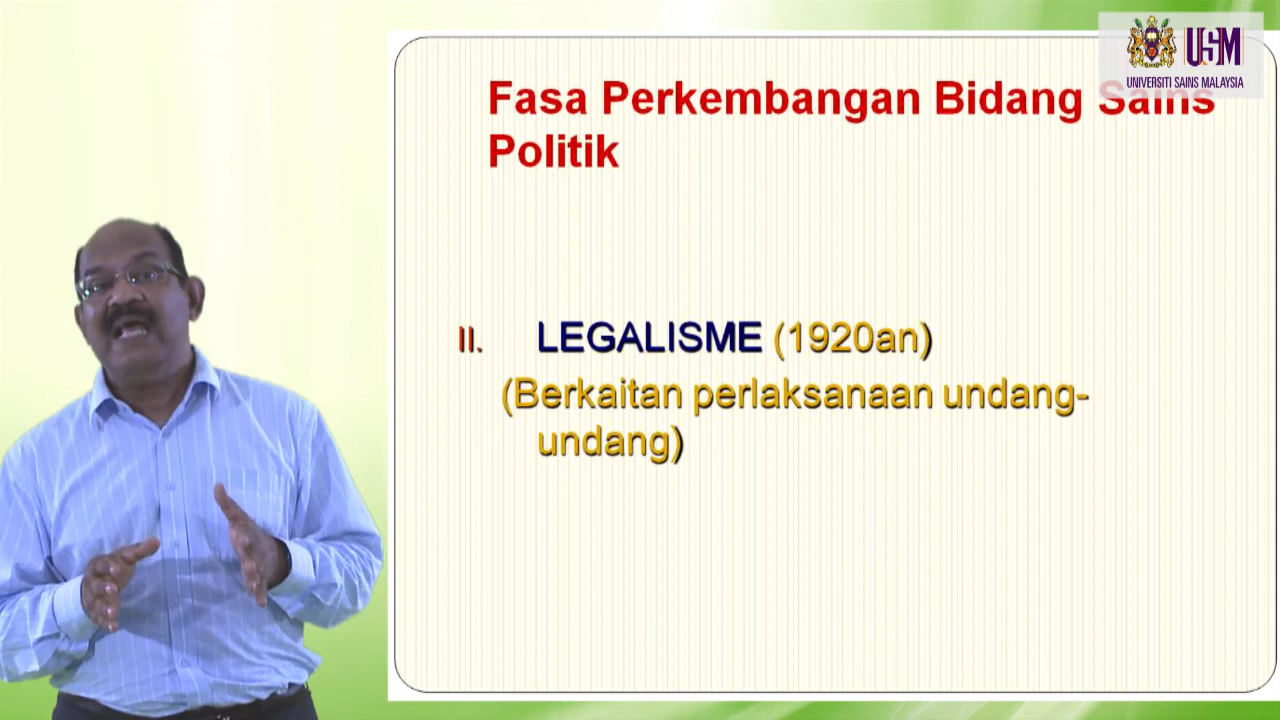 USM
UNIVERSITI SAINS MALAYSIA
Fasa Perkembangan Bidang Sains
Politik
II. LEGALISME (1920an)
(Berkaitan perlaksanaan undang-
undang)